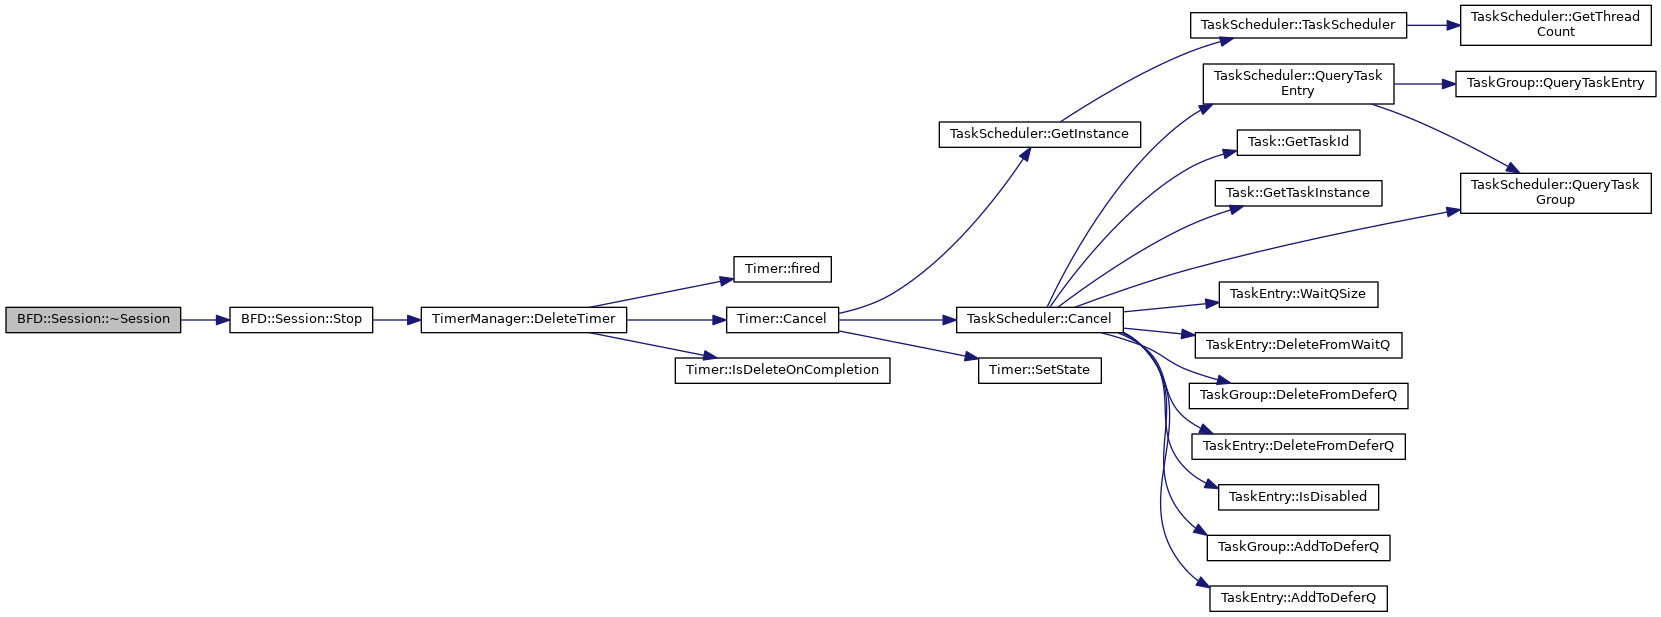 BFD::Session::~Session
BFD::Session::Stop
TimerManager::DeleteTimer
Timer::fired
Timer::Cancel
Timer::IsDeleteOnCompletion
TaskScheduler::GetInstance
TaskScheduler::Cancel
Timer::SetState
TaskScheduler::TaskScheduler
TaskScheduler::QueryTask
Entry
Task::GetTaskId
Task::GetTaskInstance
TaskEntry::WaitQSize
TaskEntry::DeleteFromWaitQ
TaskGroup::DeleteFromDeferQ
TaskEntry::DeleteFromDeferQ
TaskEntry::IsDisabled
TaskGroup::AddToDeferQ
TaskEntry::AddToDeferQ
TaskScheduler::GetThread
Count
TaskGroup::QueryTaskEntry
TaskScheduler::QueryTask
Group